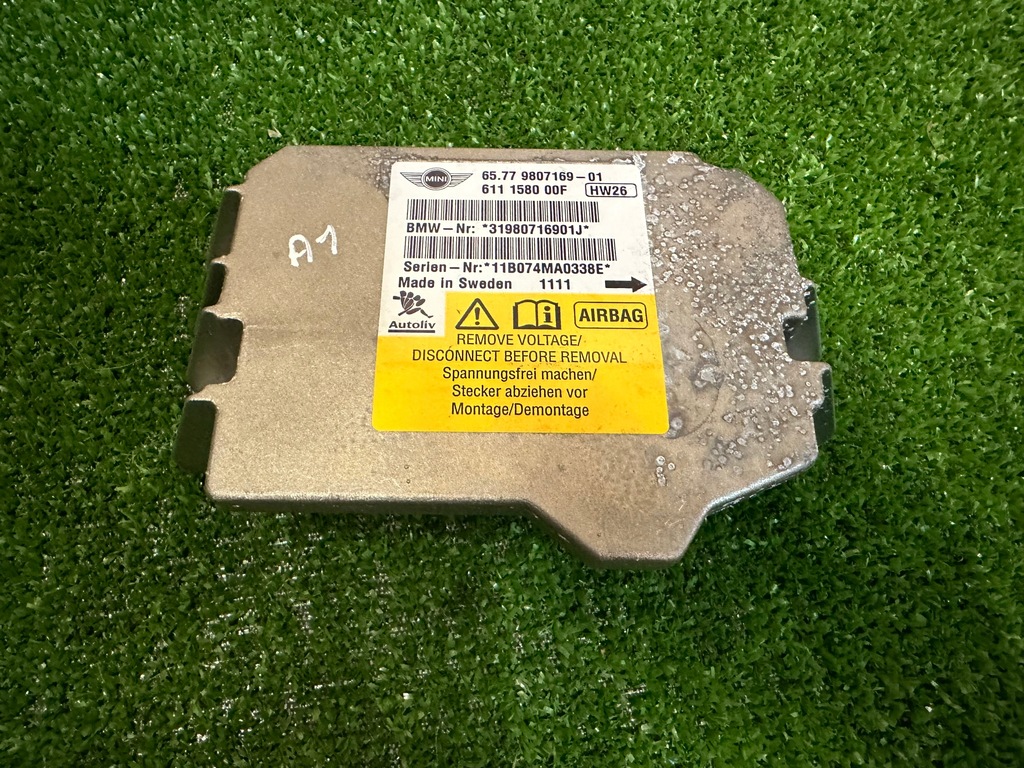 A1
MINI
65.77 9807169-01
611 1580 00F HW26
BMW-Nr: *31980716901J*
Serien-Nr:*11B074MA0338E*
Made in Sweden 1111
Autoliv
AIRBAG
REMOVE VOLTAGE/
DISCONNECT BEFORE REMOVAL
Spannungsfrei machen/
Stecker abziehen vor
Montage/Demontage